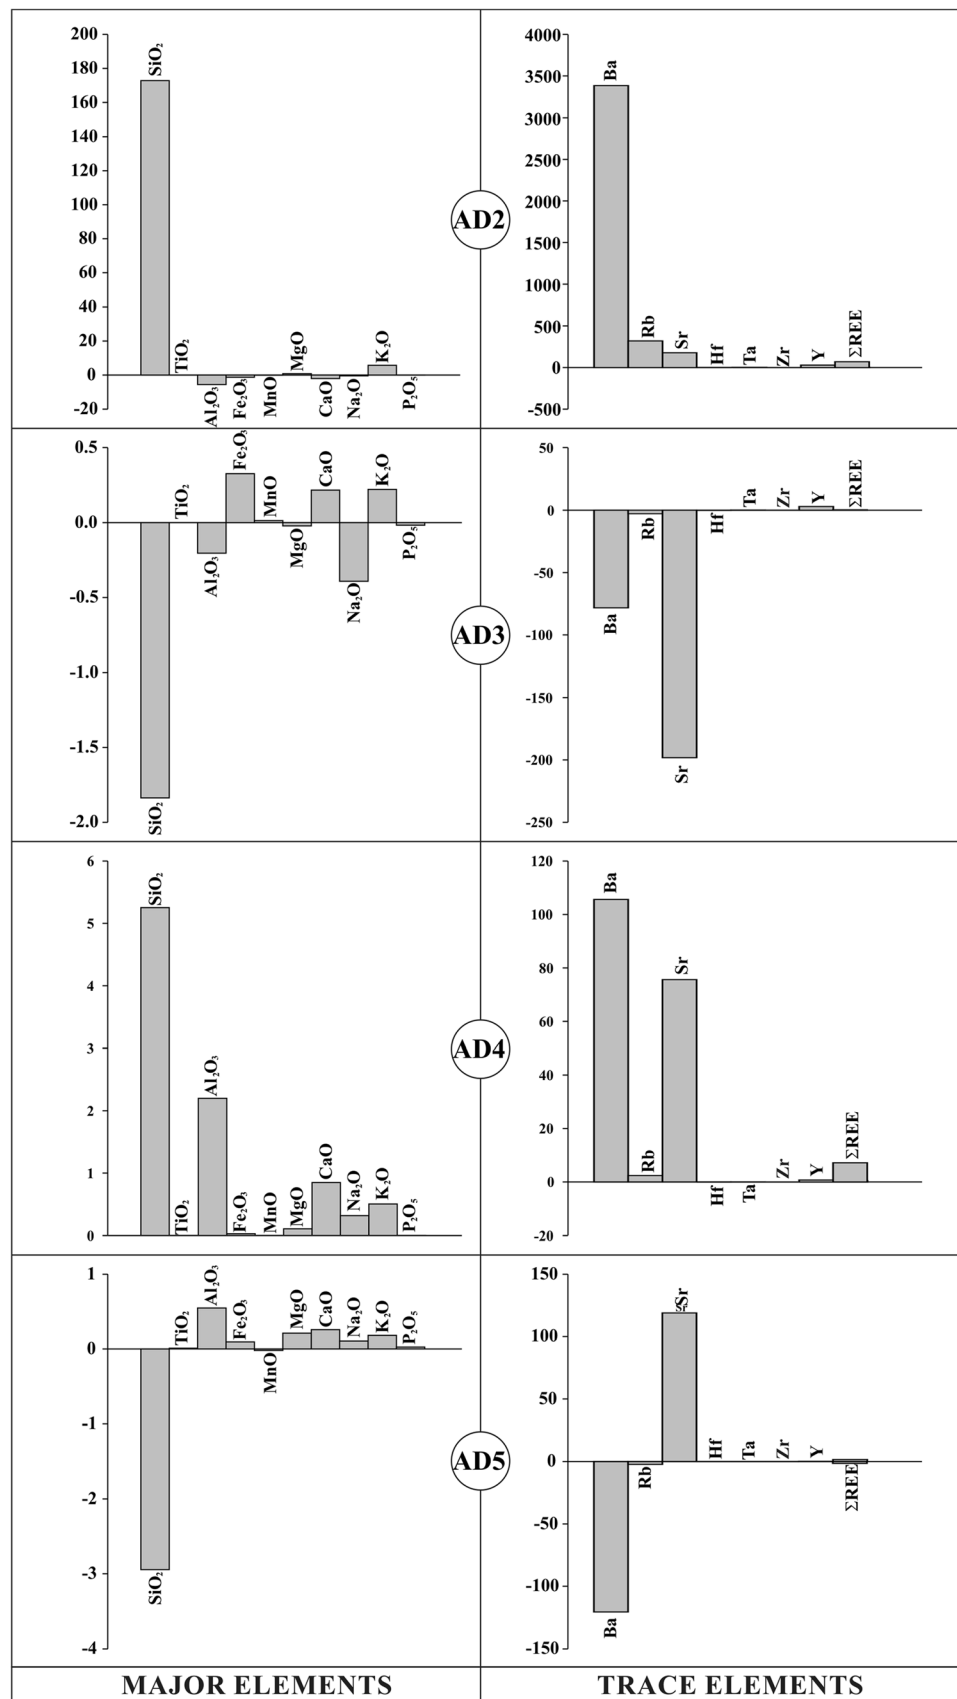 200
180
160
140
120
100
80
60
40
20
0
-20
SiO₂
TiO₂
Al₂O₃
Fe₂O₃
MnO
MgO
CaO
Na₂O
K₂O
P₂O₅
AD2
4000
3500
3000
2500
2000
1500
1000
500
0
-500
Ba
Rb
Sr
Hf
Ta
Zr
Y
ΣREE
0.5
0.0
-0.5
-1.0
-1.5
-2.0
SiO₂
TiO₂
Al₂O₃
Fe₂O₃
MnO
MgO
CaO
Na₂O
K₂O
P₂O₅
AD3
50
0
-50
-100
-150
-200
-250
Ba
Rb
Sr
Hf
Ta
Zr
Y
ΣREE
6
5
4
3
2
1
0
SiO₂
TiO₂
Al₂O₃
Fe₂O₃
MnO
MgO
CaO
Na₂O
K₂O
P₂O₅
AD4
120
100
80
60
40
20
0
-20
Ba
Rb
Sr
Hf
Ta
Zr
Y
ΣREE
1
0
-1
-2
-3
-4
SiO₂
TiO₂
Al₂O₃
Fe₂O₃
MnO
MgO
CaO
Na₂O
K₂O
P₂O₅
AD5
150
100
50
0
-50
-100
-150
Ba
Rb
Sr
Hf
Ta
Zr
Y
ΣREE
MAJOR ELEMENTS
TRACE ELEMENTS